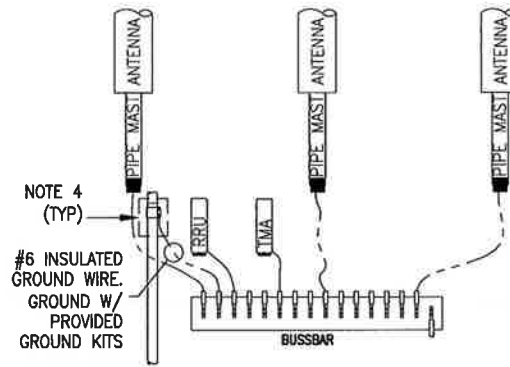 ANTENNA
PIPE MAST
ANTENNA
PIPE MAST
ANTENNA
PIPE MAST
NOTE 4
(TYP)
RRU
TMA
#6 INSULATED
GROUND WIRE.
GROUND W/
PROVIDED
GROUND KITS
BUSSBAR